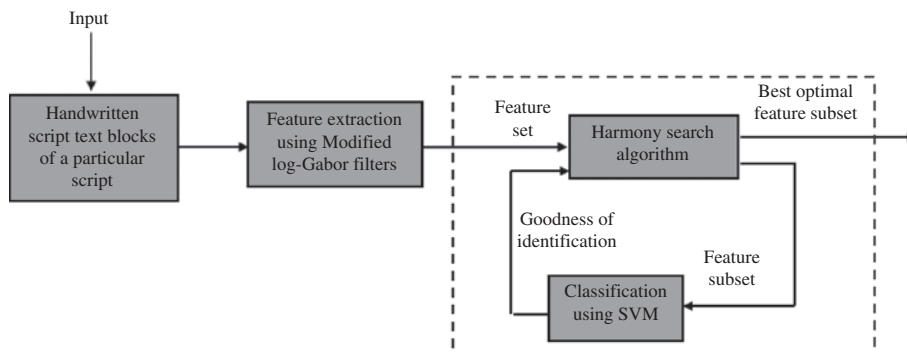 Input
Handwritten
script text blocks
of a particular
script
Feature extraction
using Modified
log-Gabor filters
Feature
set
Harmony search
algorithm
Best optimal
feature subset
Goodness of
identification
Feature
subset
Classification
using SVM